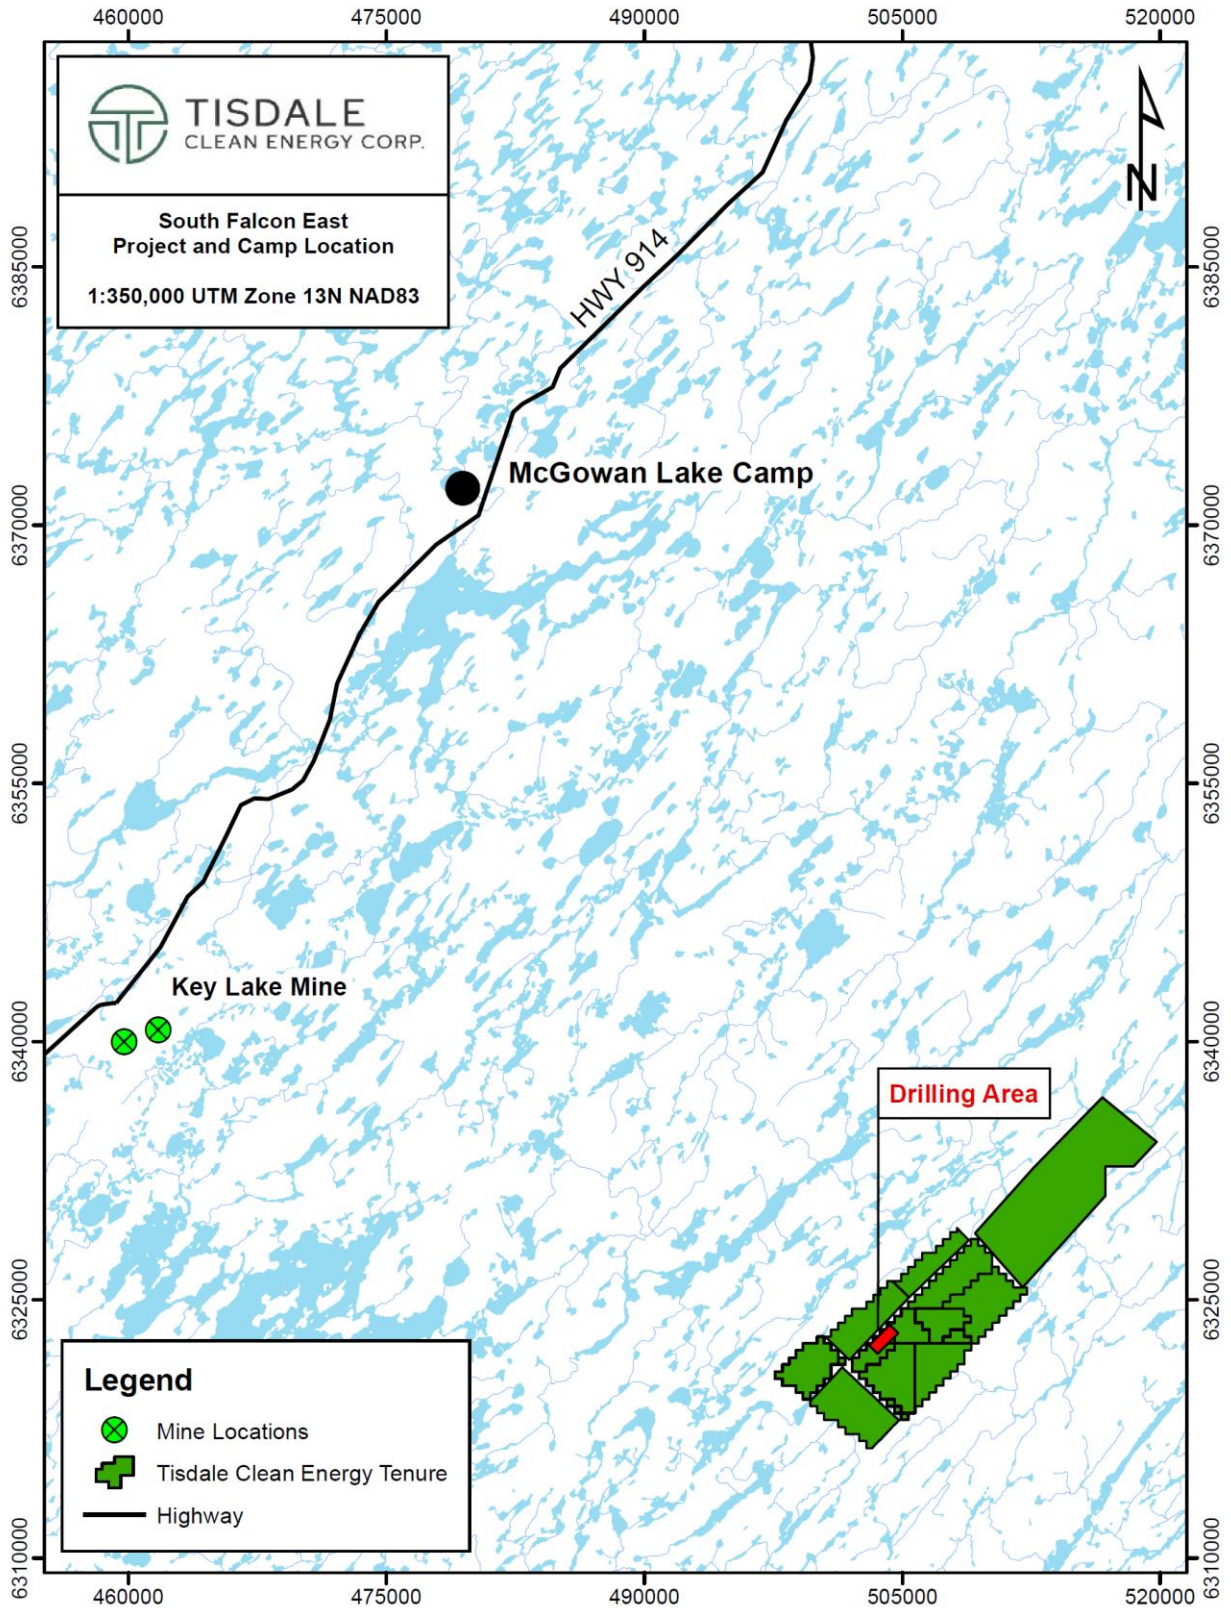 460000 475000 490000 505000 520000
TISDALE
CLEAN ENERGY CORP.
South Falcon East
Project and Camp Location
1:350,000 UTM Zone 13N NAD83
N
6385000 6385000
HWY 914
McGowan Lake Camp
6370000 6370000
6355000 6355000
Key Lake Mine
6340000 6340000
Drilling Area
6325000 6325000
Legend
Mine Locations
Tisdale Clean Energy Tenure
Highway
6310000 6310000
460000 475000 490000 505000 520000